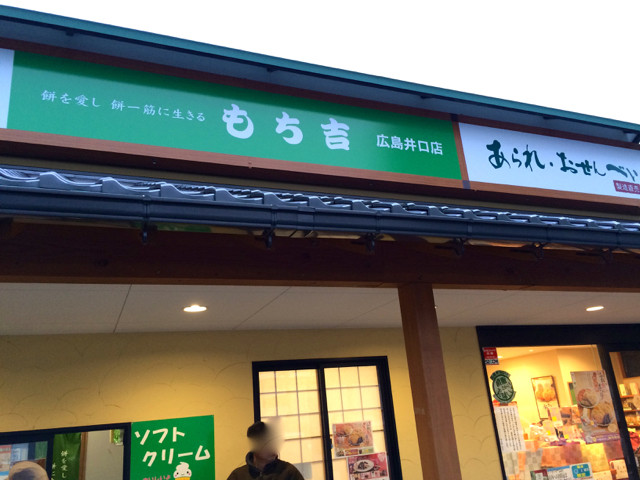 餅を愛し 餅一筋に生きる
もち吉
広島井口店
あられ・おせんべい
ソフト
クリーム